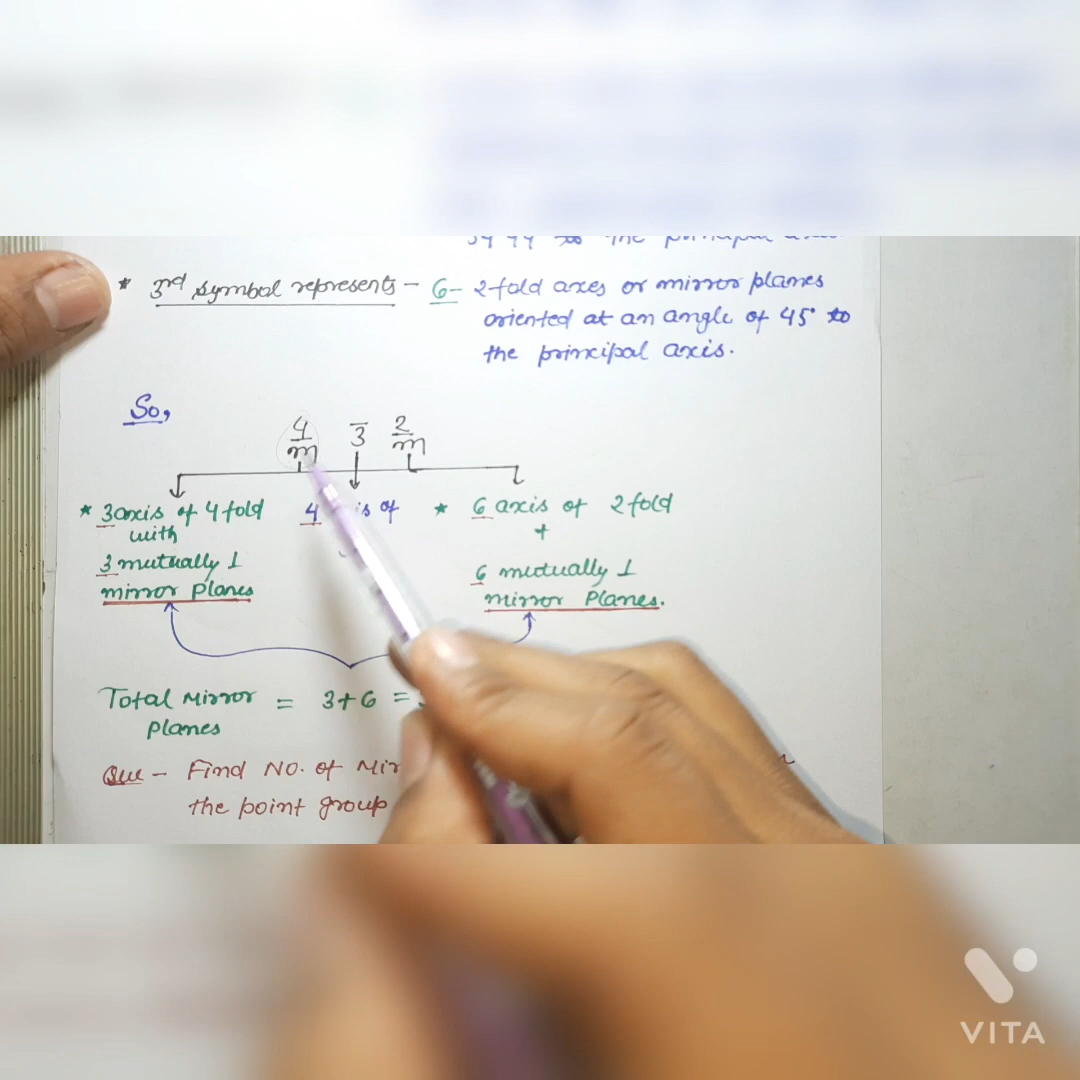 * 3rd symbol represents - 6- 2 fold axes or mirror planes
oriented at an angle of 45° to
the principal axis.
So,
4/m 3̅ 2/m
* 3 axis of 4 fold
with
3 mutually ⊥
mirror planes
4 is of
* 6 axis of 2 fold
+
6 mutually ⊥
mirror planes.
Total Mirror = 3+6 =
planes
Que - Find No. of Mir
the point group
VITA